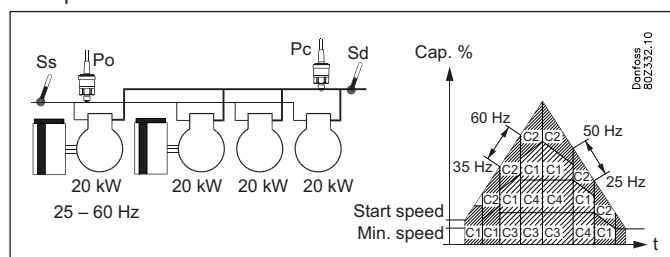 Ss
Po
Pc
Sd
20 kW
20 kW
20 kW
20 kW
25 – 60 Hz
Cap. %
Danfoss
80Z332.10
60 Hz
50 Hz
35 Hz
25 Hz
C2 C2
C2 C1 C1 C2
C2 C1 C4 C4 C1 C2
Start speed
Min. speed
C1 C1 C3 C3 C4 C1
t